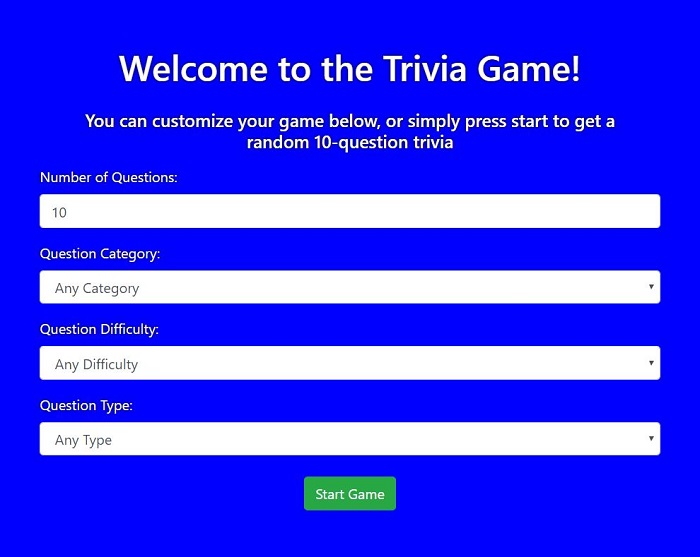 Welcome to the Trivia Game!
You can customize your game below, or simply press start to get a
random 10-question trivia
Number of Questions:
10
Question Category:
Any Category
Question Difficulty:
Any Difficulty
Question Type:
Any Type
Start Game